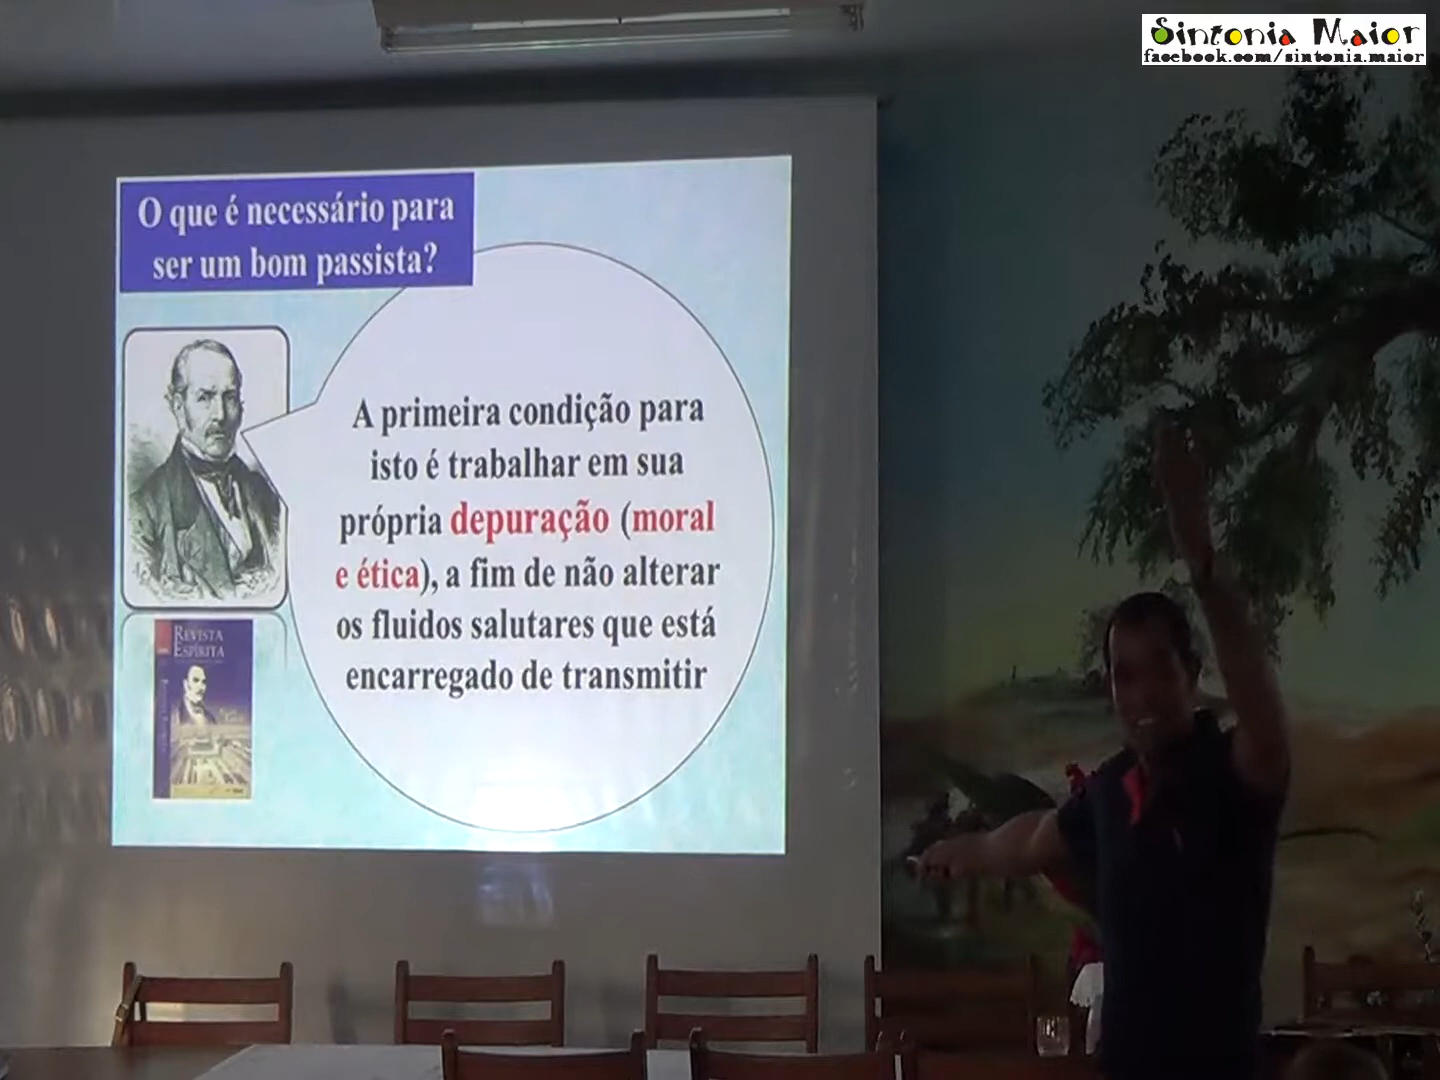 Sintonia Maior
facebook.com/sintonia.maior
O que é necessário para
ser um bom passista?
A primeira condição para
isto é trabalhar em sua
própria depuração (moral
e ética), a fim de não alterar
os fluidos salutares que está
encarregado de transmitir
REVISTA
ESPÍRITA